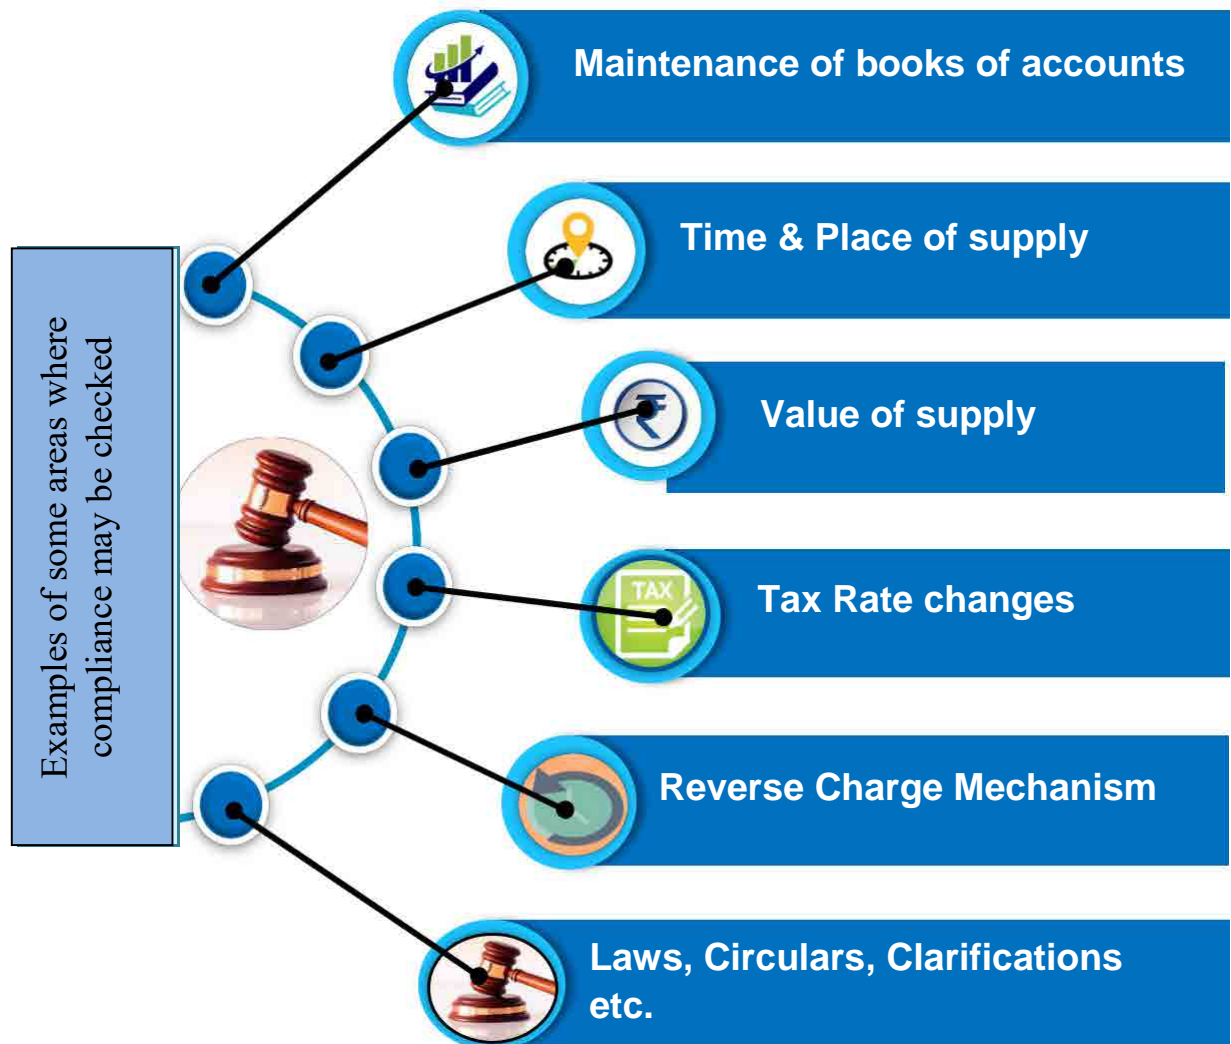 Examples of some areas where
compliance may be checked
Maintenance of books of accounts
Time & Place of supply
Value of supply
₹
TAX
Tax Rate changes
Reverse Charge Mechanism
Laws, Circulars, Clarifications
etc.